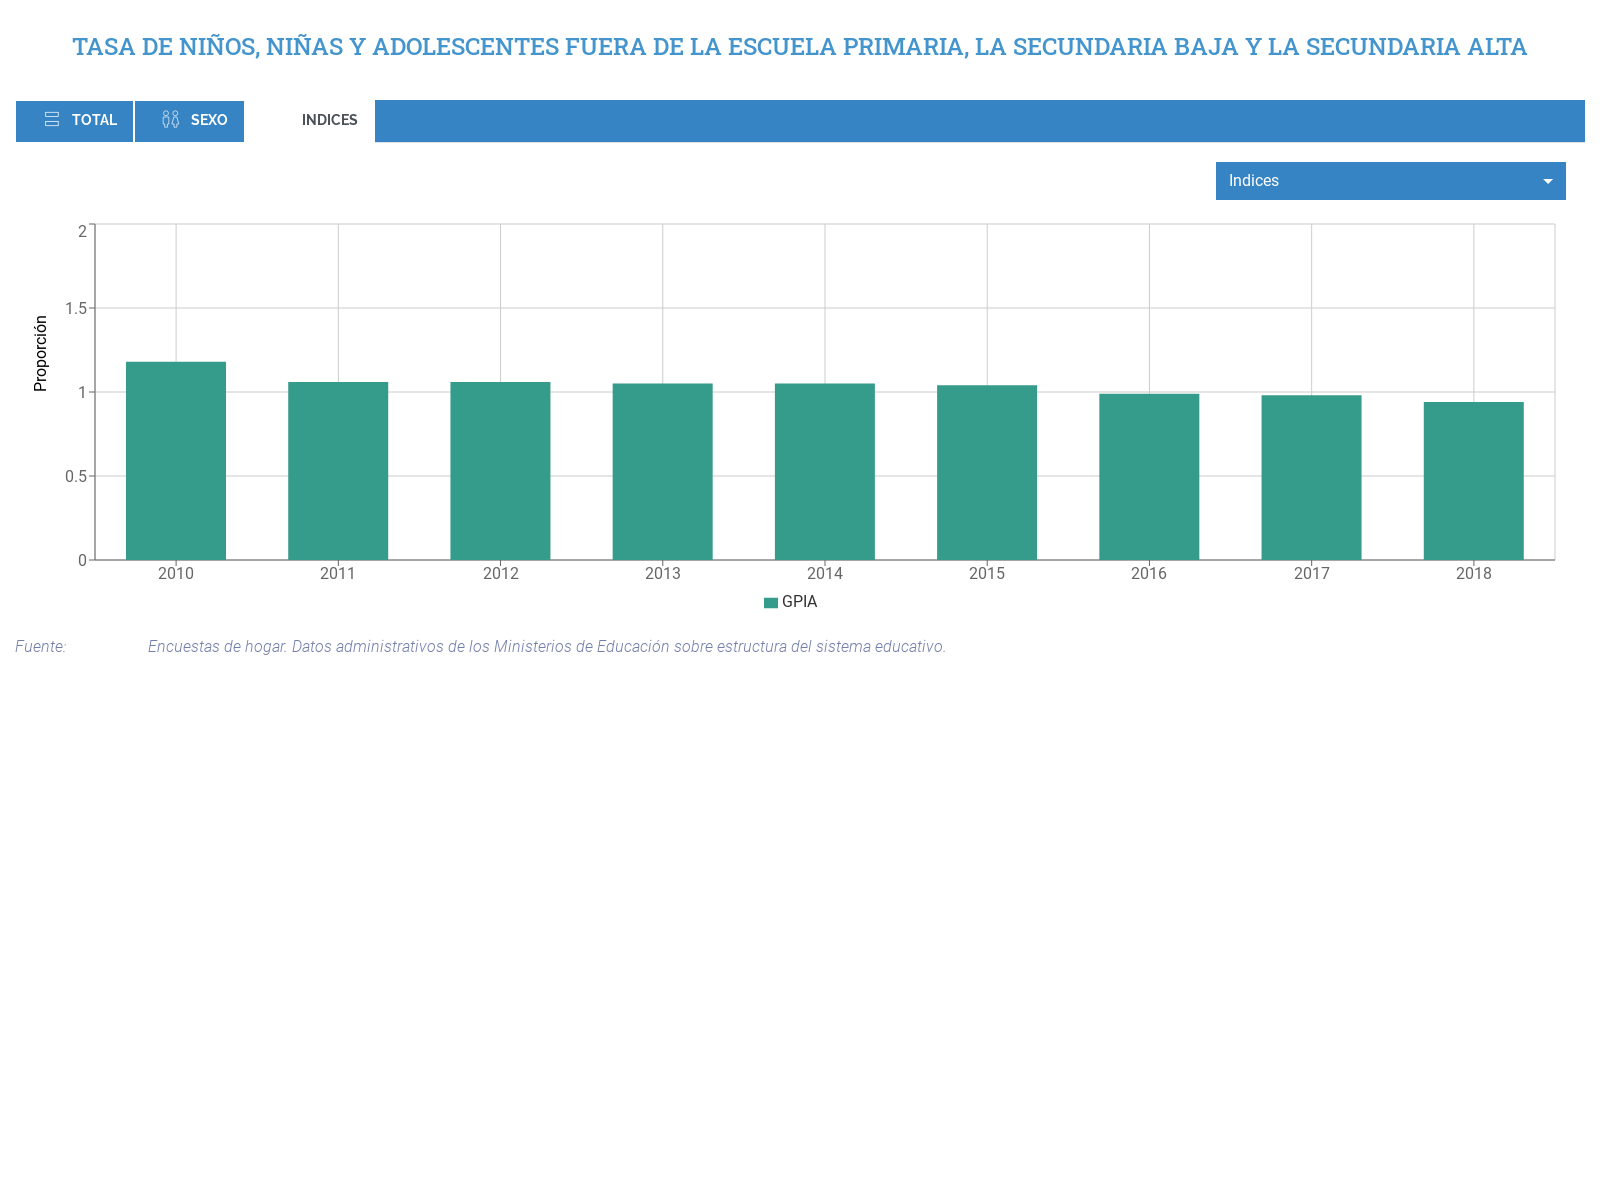 TASA DE NIÑOS, NIÑAS Y ADOLESCENTES FUERA DE LA ESCUELA PRIMARIA, LA SECUNDARIA BAJA Y LA SECUNDARIA ALTA
TOTAL SEXO INDICES
Indices
Proporción
2
1.5
1
0.5
0
2010 2011 2012 2013 2014 2015 2016 2017 2018
GPIA
Fuente: Encuestas de hogar. Datos administrativos de los Ministerios de Educación sobre estructura del sistema educativo.